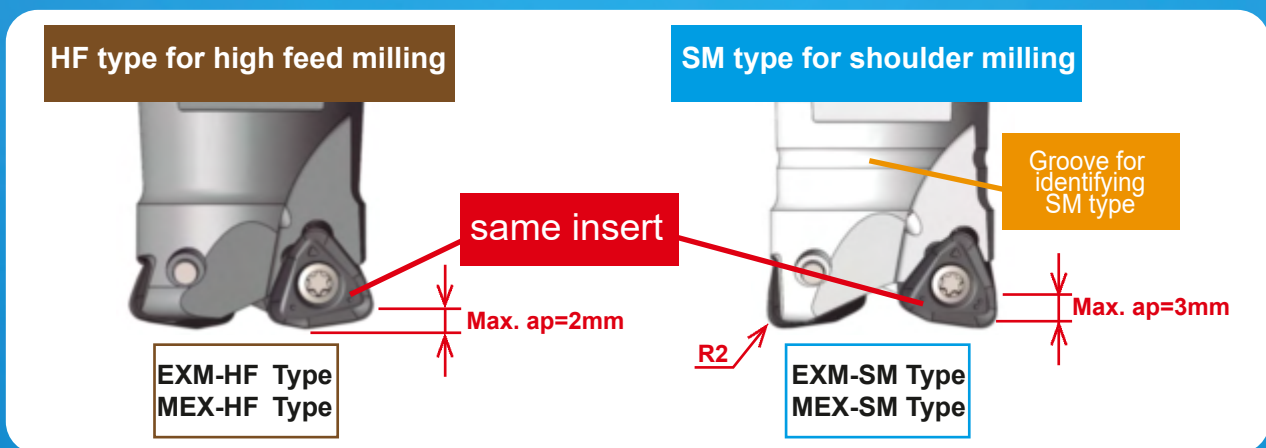 HF type for high feed milling
SM type for shoulder milling
Groove for
identifying
SM type
same insert
Max. ap=2mm
Max. ap=3mm
R2
EXM-HF Type
MEX-HF Type
EXM-SM Type
MEX-SM Type